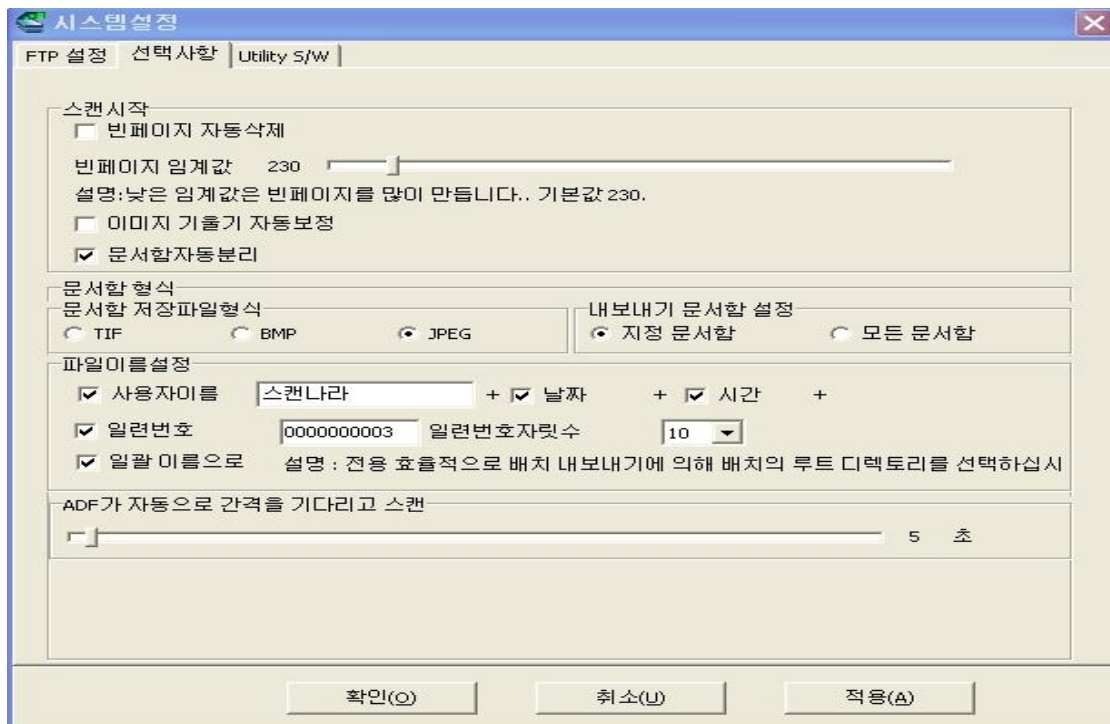 시스템설정
FTP 설정 선택사항 Utility S/W
스캔시작
빈페이지 자동삭제
빈페이지 임계값 230
설명:낮은 임계값은 빈페이지를 많이 만듭니다.. 기본값 230.
이미지 기울기 자동보정
문서함자동분리
문서함 형식
문서함 저장파일형식 내보내기 문서함 설정
TIF BMP JPEG 지정 문서함 모든 문서함
파일이름설정
사용자이름 스캔나라 + 날짜 + 시간 +
일련번호 0000000003 일련번호자릿수 10
일괄 이름으로 설명 : 전용 효율적으로 배치 내보내기에 의해 배치의 루트 디렉토리를 선택하십시
ADF가 자동으로 간격을 기다리고 스캔
5 초
확인(O) 취소(U) 적용(A)